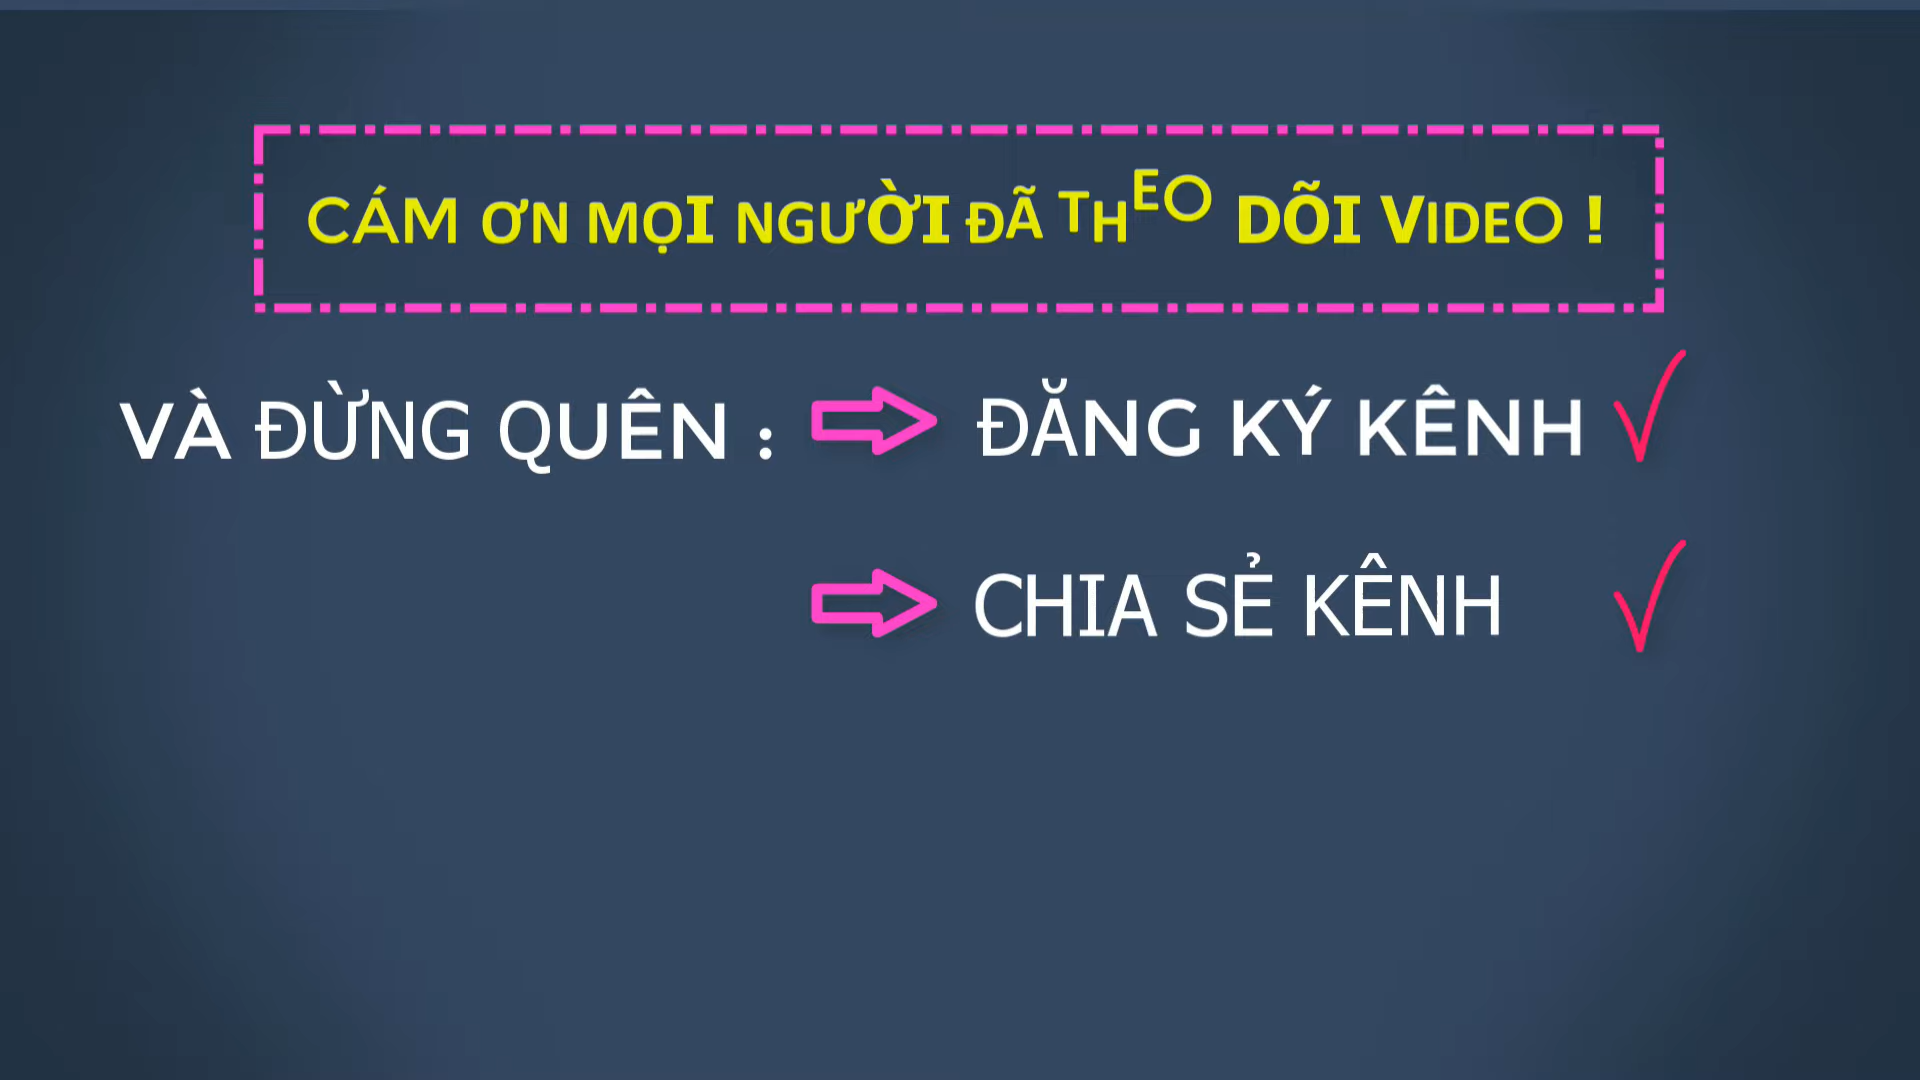 CÁM ƠN MỌI NGƯỜI ĐÃ THEO DÕI VIDEO !
VÀ ĐỪNG QUÊN : ĐĂNG KÝ KÊNH
CHIA SẺ KÊNH